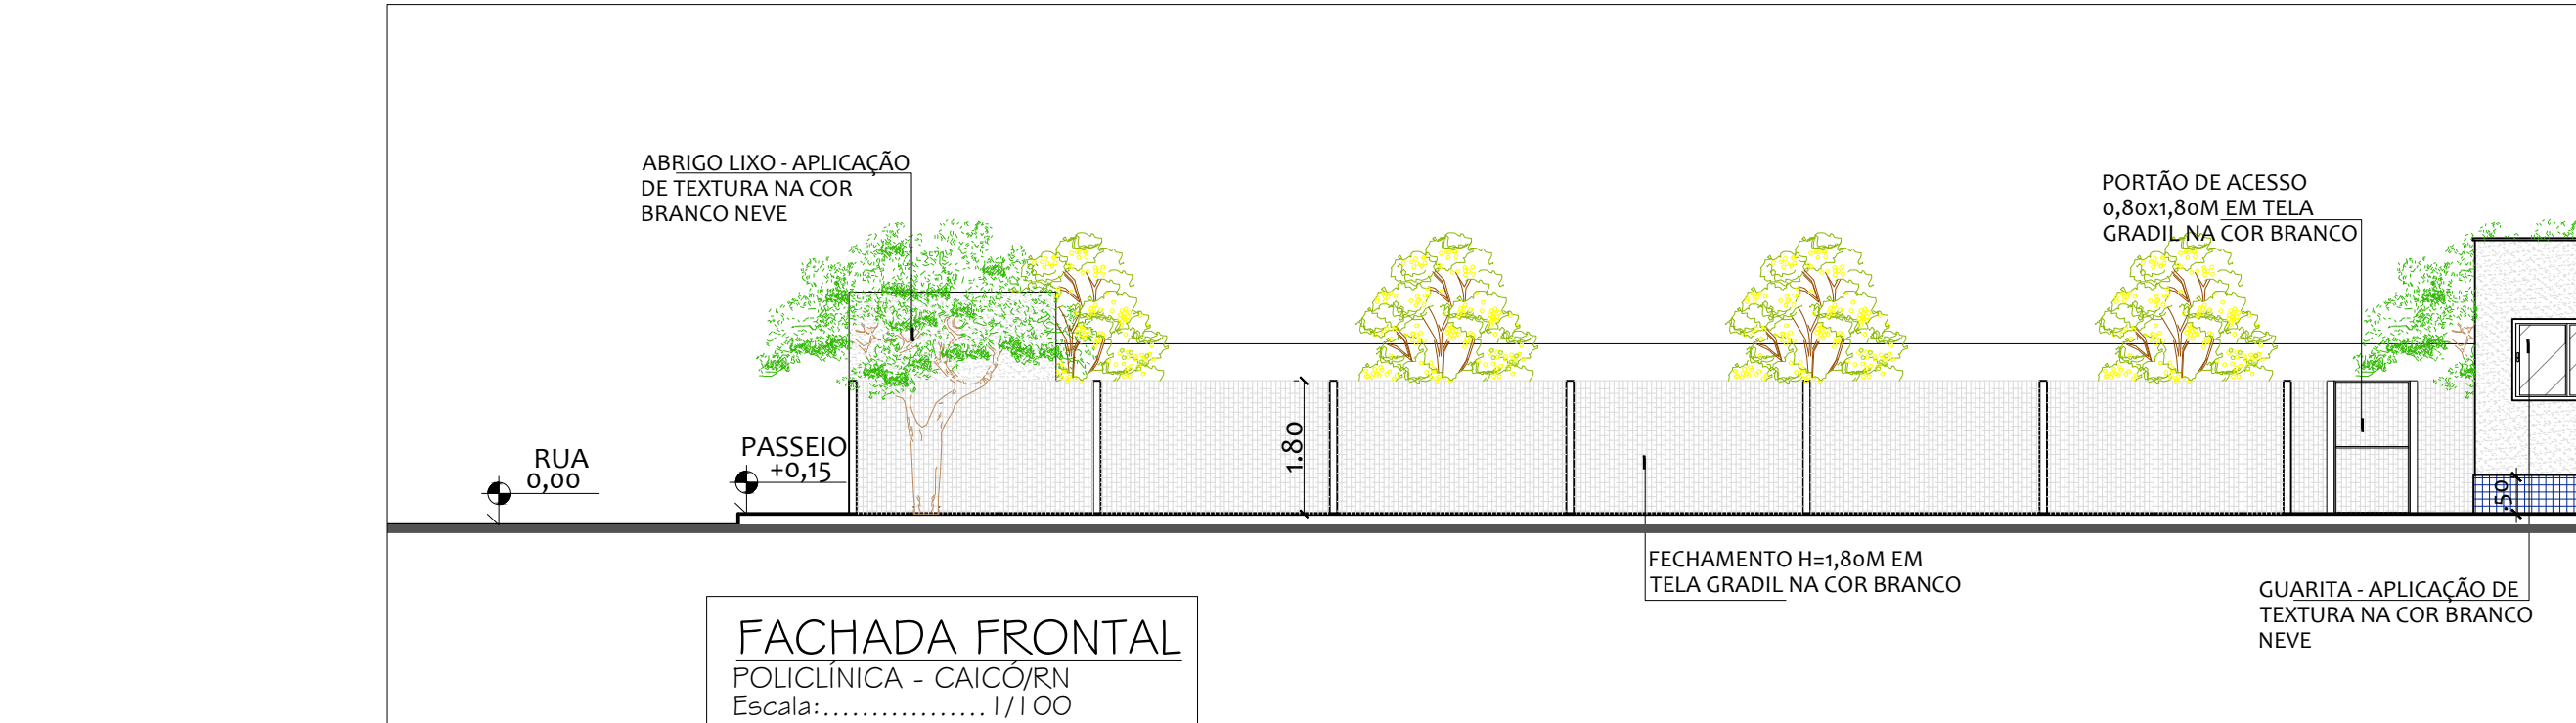 ABRIGO LIXO - APLICAÇÃO
DE TEXTURA NA COR
BRANCO NEVE
PORTÃO DE ACESSO
0,80x1,80M EM TELA
GRADIL NA COR BRANCO
RUA
0,00
PASSEIO
+0,15
1.80
.50
FECHAMENTO H=1,80M EM
TELA GRADIL NA COR BRANCO
GUARITA - APLICAÇÃO DE
TEXTURA NA COR BRANCO
NEVE
FACHADA FRONTAL
POLICLÍNICA - CAICÓ/RN
Escala:.................1/100